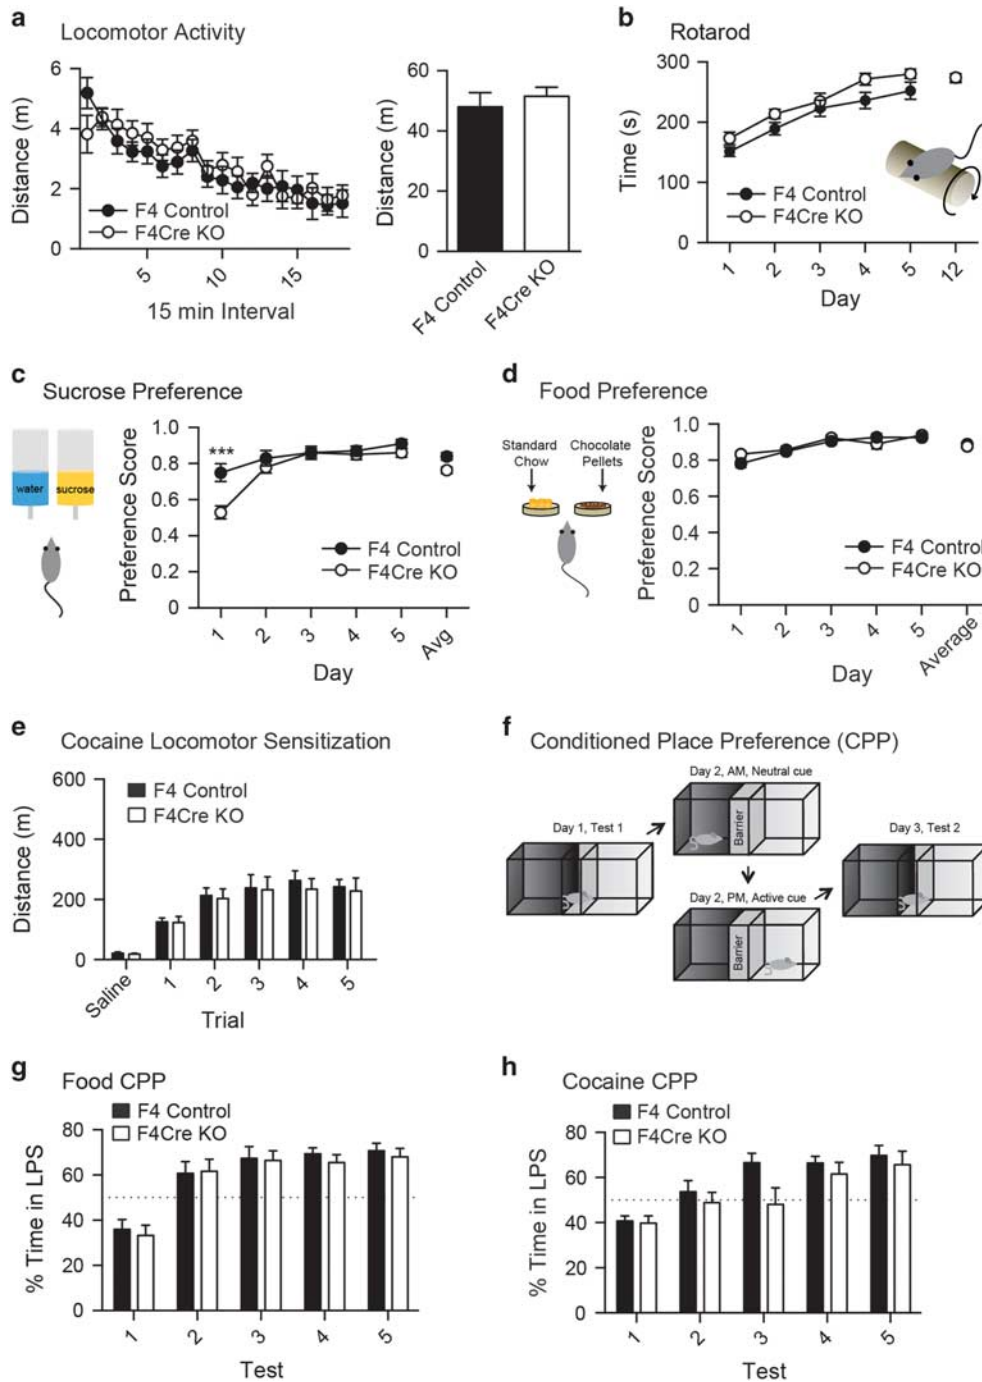 a Locomotor Activity
Distance (m)
6
4
2
0
F4 Control
F4Cre KO
5 10 15
15 min Interval
Distance (m)
60
40
20
0
F4 Control F4Cre KO
b Rotarod
Time (s)
300
200
100
0
F4 Control
F4Cre KO
1 2 3 4 5 12
Day
c Sucrose Preference
water sucrose
Preference Score
1.0
0.8
0.6
0.4
0.2
0
***
F4 Control
F4Cre KO
1 2 3 4 5 Avg
Day
d Food Preference
Standard Chocolate
Chow Pellets
Preference Score
1.0
0.8
0.6
0.4
0.2
0
F4 Control
F4Cre KO
1 2 3 4 5 Average
Day
e Cocaine Locomotor Sensitization
Distance (m)
600
400
200
0
F4 Control
F4Cre KO
Saline 1 2 3 4 5
Trial
f Conditioned Place Preference (CPP)
Day 2, AM, Neutral cue
Barrier
Day 1, Test 1
Day 3, Test 2
Day 2, PM, Active cue
Barrier
g Food CPP
% Time in LPS
80
60
40
20
0
F4 Control
F4Cre KO
1 2 3 4 5
Test
h Cocaine CPP
% Time in LPS
80
60
40
20
0
F4 Control
F4Cre KO
1 2 3 4 5
Test